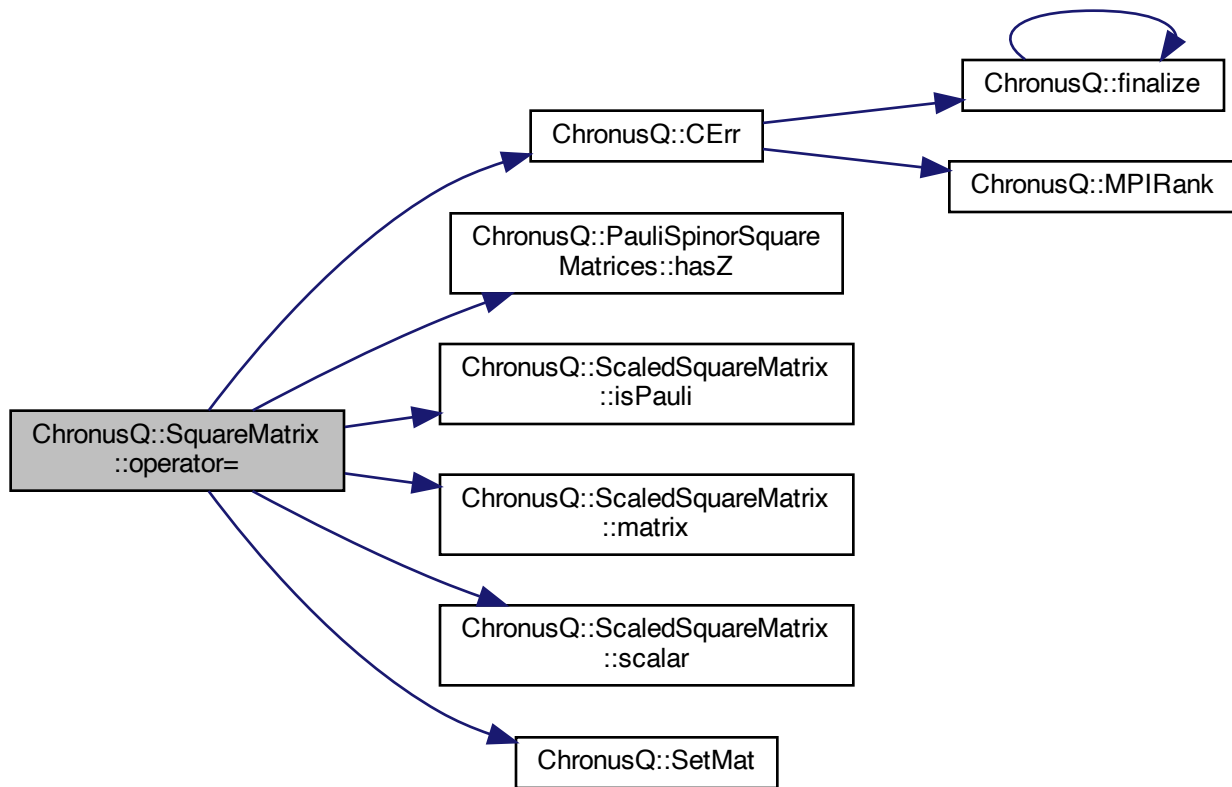 ChronusQ::finalize
ChronusQ::CErr
ChronusQ::MPIRank
ChronusQ::PauliSpinorSquare
Matrices::hasZ
ChronusQ::ScaledSquareMatrix
::isPauli
ChronusQ::SquareMatrix
::operator=
ChronusQ::ScaledSquareMatrix
::matrix
ChronusQ::ScaledSquareMatrix
::scalar
ChronusQ::SetMat